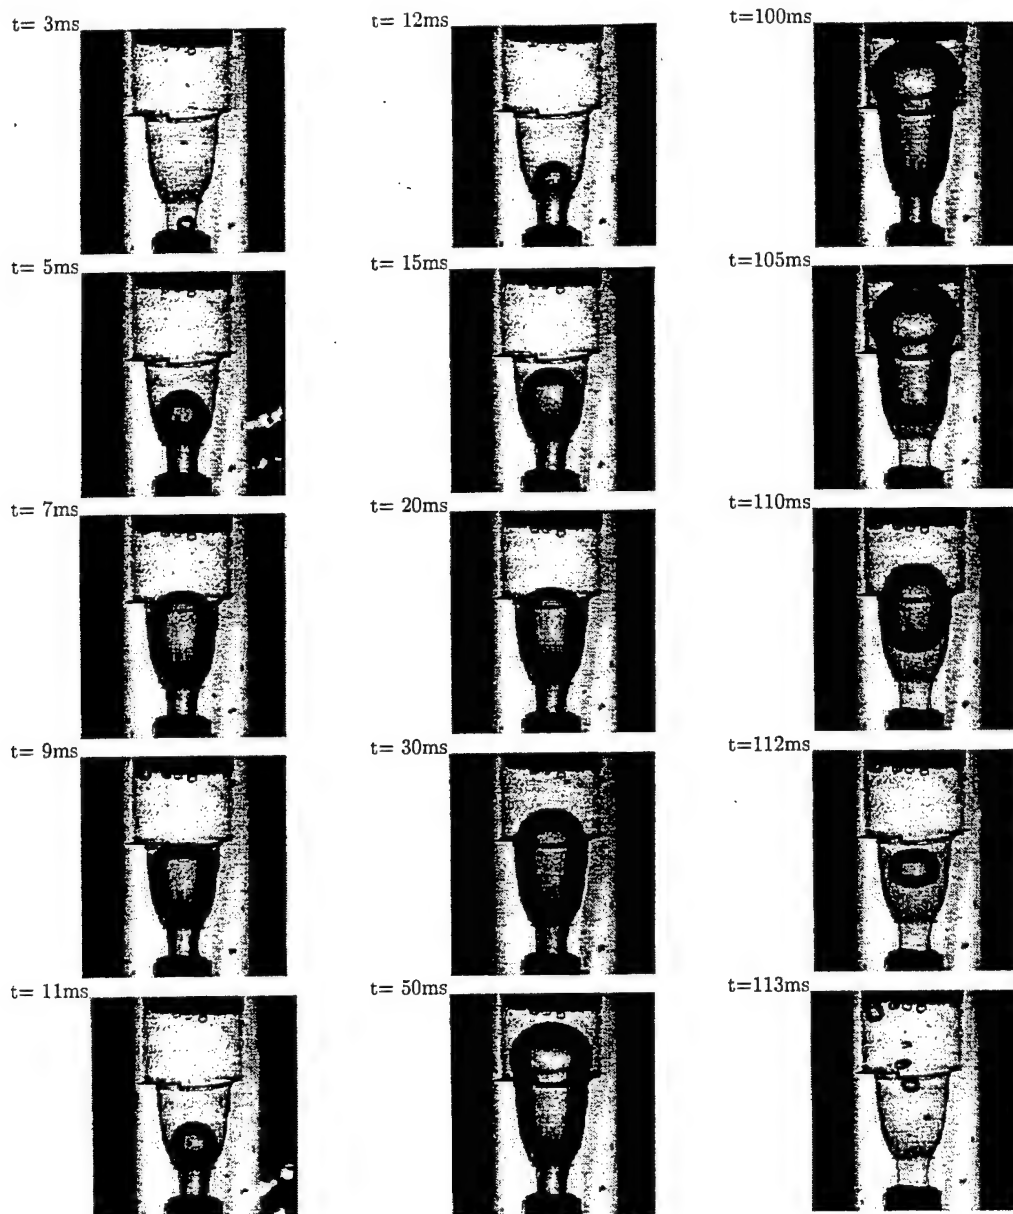 t= 3ms
t= 5ms
t= 7ms
t= 9ms
t= 11ms
t= 12ms
t= 15ms
t= 20ms
t= 30ms
t= 50ms
t=100ms
t=105ms
t=110ms
t=112ms
t=113ms